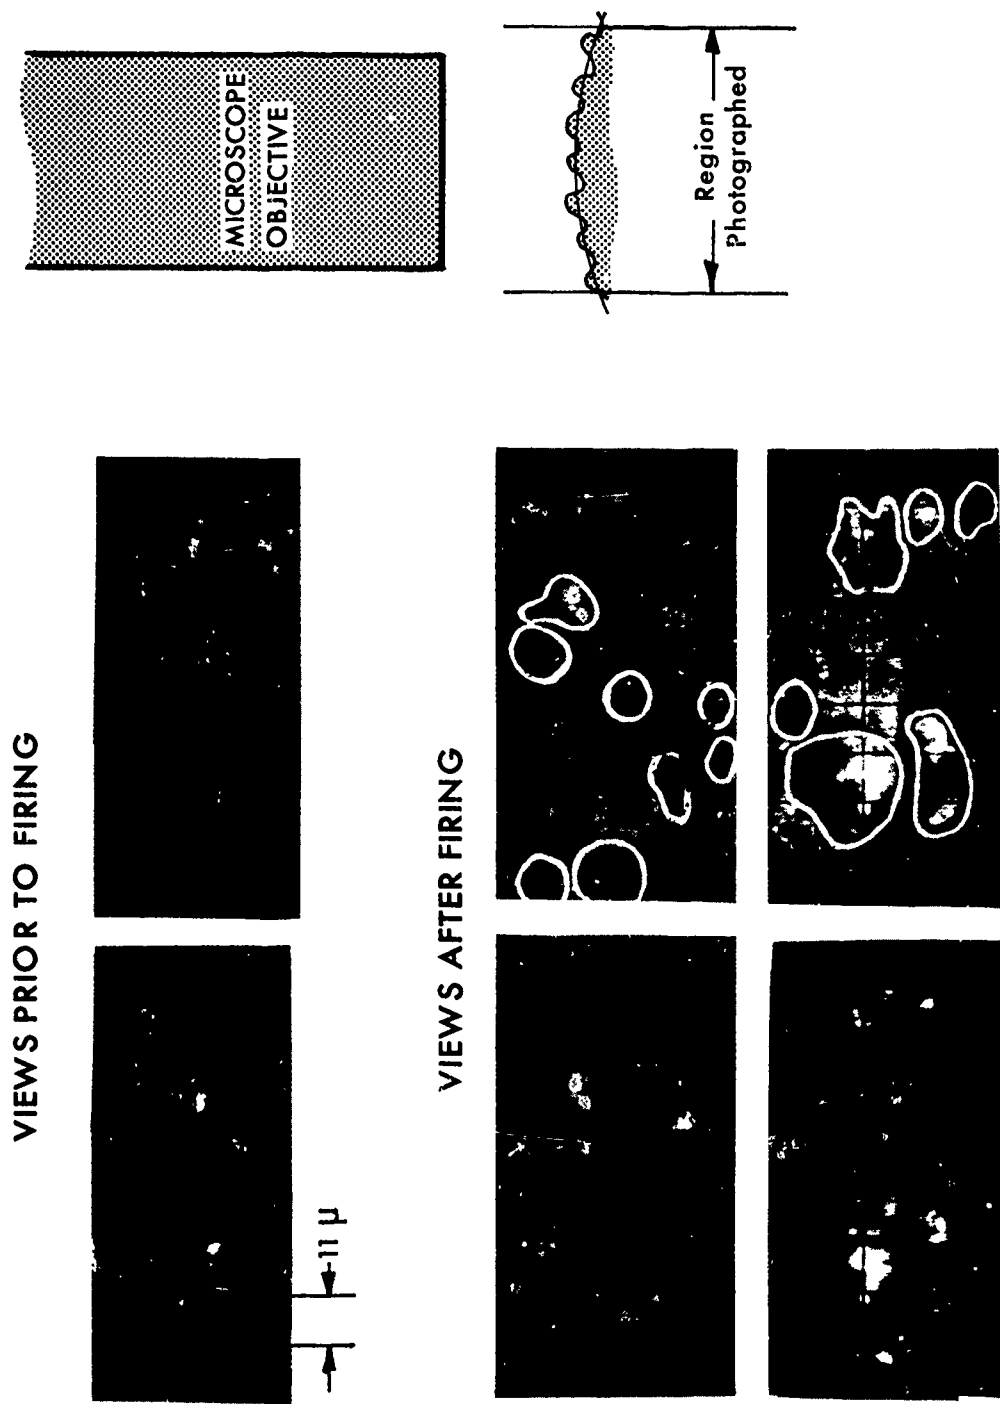 VIEWS PRIOR TO FIRING
11 μ
VIEWS AFTER FIRING
MICROSCOPE
OBJECTIVE
Region
Photographed